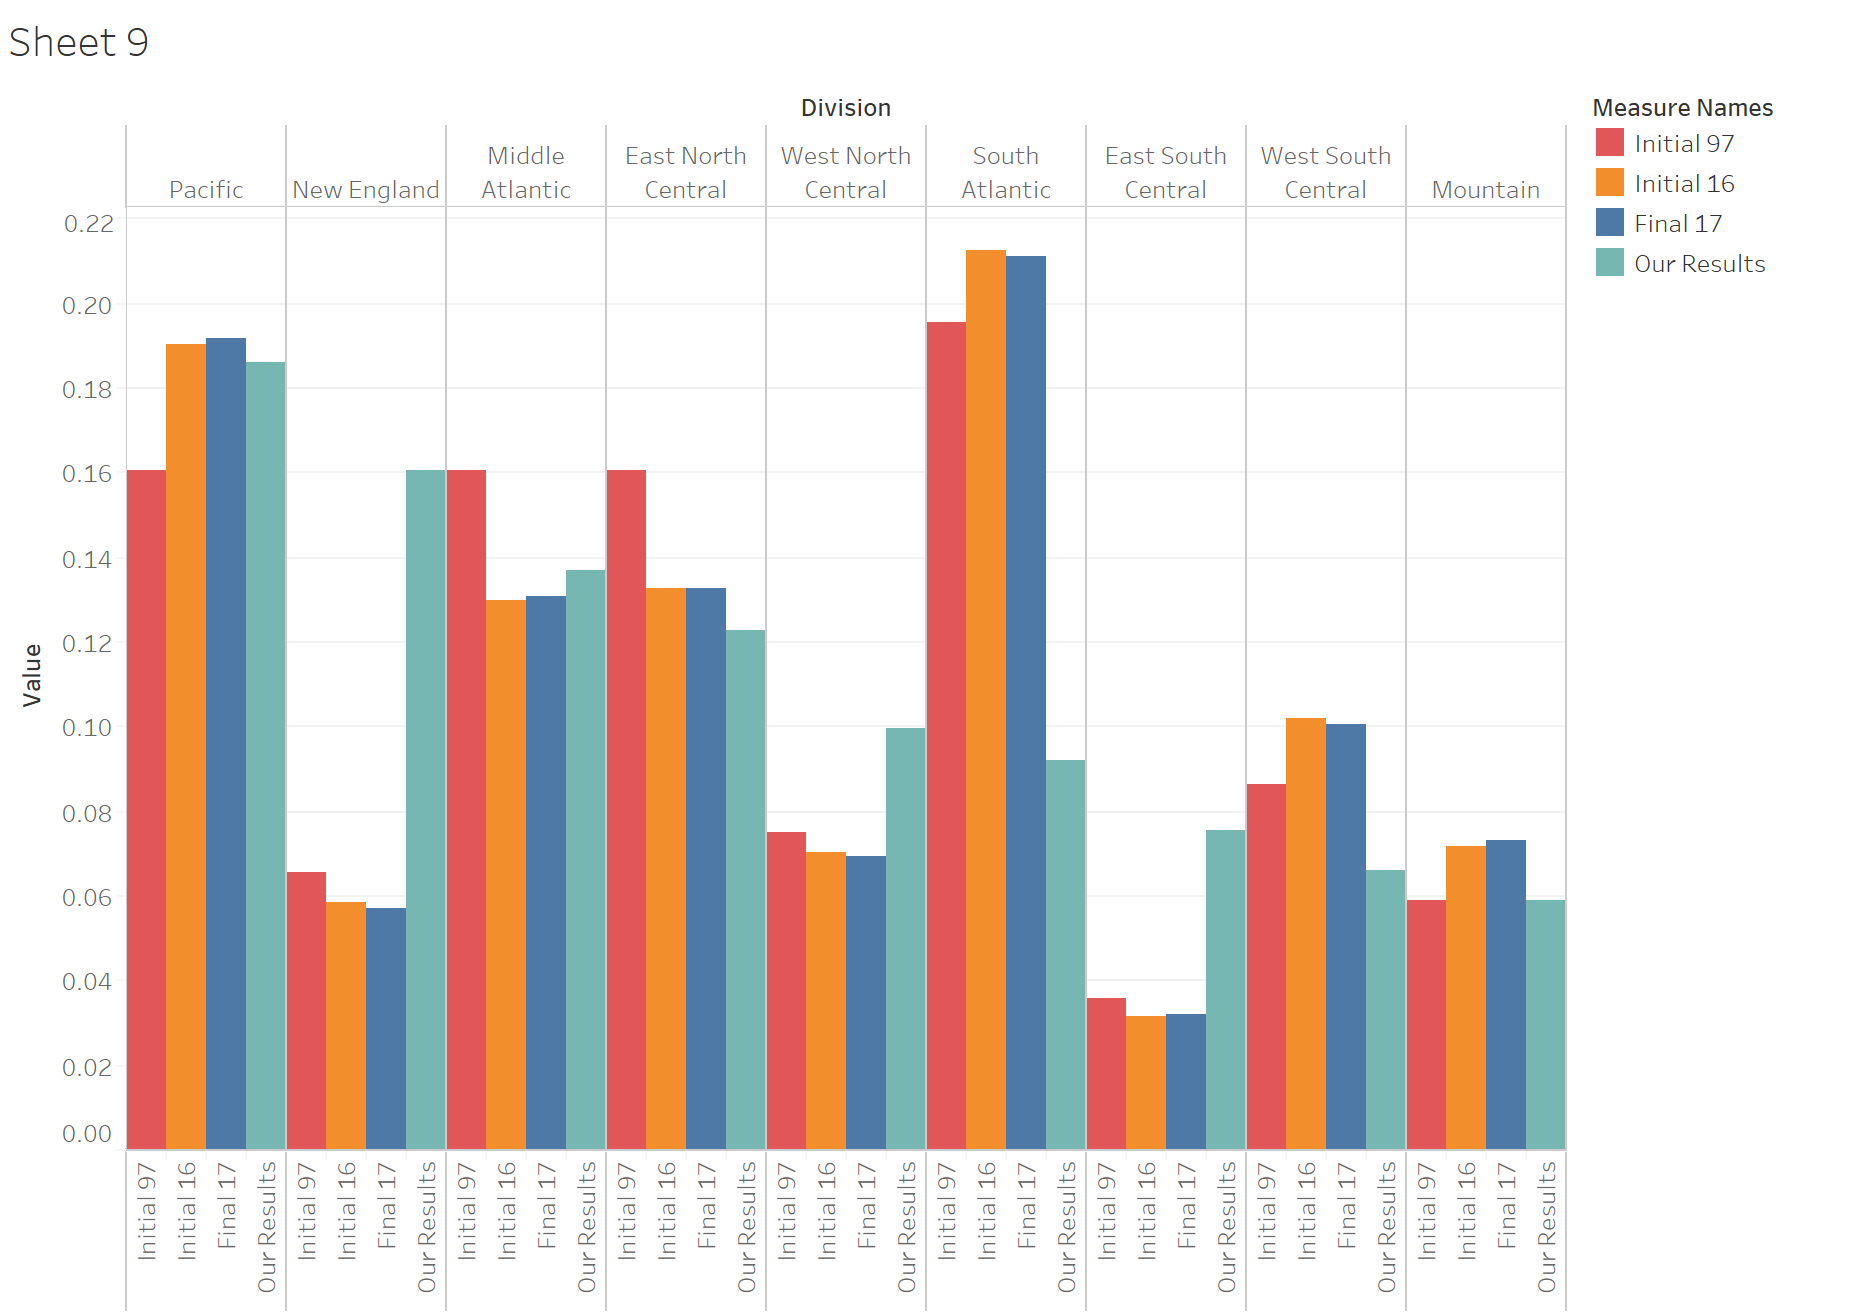 Sheet 9
Division
Measure Names
Initial 97
Initial 16
Final 17
Our Results
Pacific
New England
Middle
Atlantic
East North
Central
West North
Central
South
Atlantic
East South
Central
West South
Central
Mountain
Value
0.22
0.20
0.18
0.16
0.14
0.12
0.10
0.08
0.06
0.04
0.02
0.00
Initial 97
Initial 16
Final 17
Our Results
Initial 97
Initial 16
Final 17
Our Results
Initial 97
Initial 16
Final 17
Our Results
Initial 97
Initial 16
Final 17
Our Results
Initial 97
Initial 16
Final 17
Our Results
Initial 97
Initial 16
Final 17
Our Results
Initial 97
Initial 16
Final 17
Our Results
Initial 97
Initial 16
Final 17
Our Results
Initial 97
Initial 16
Final 17
Our Results